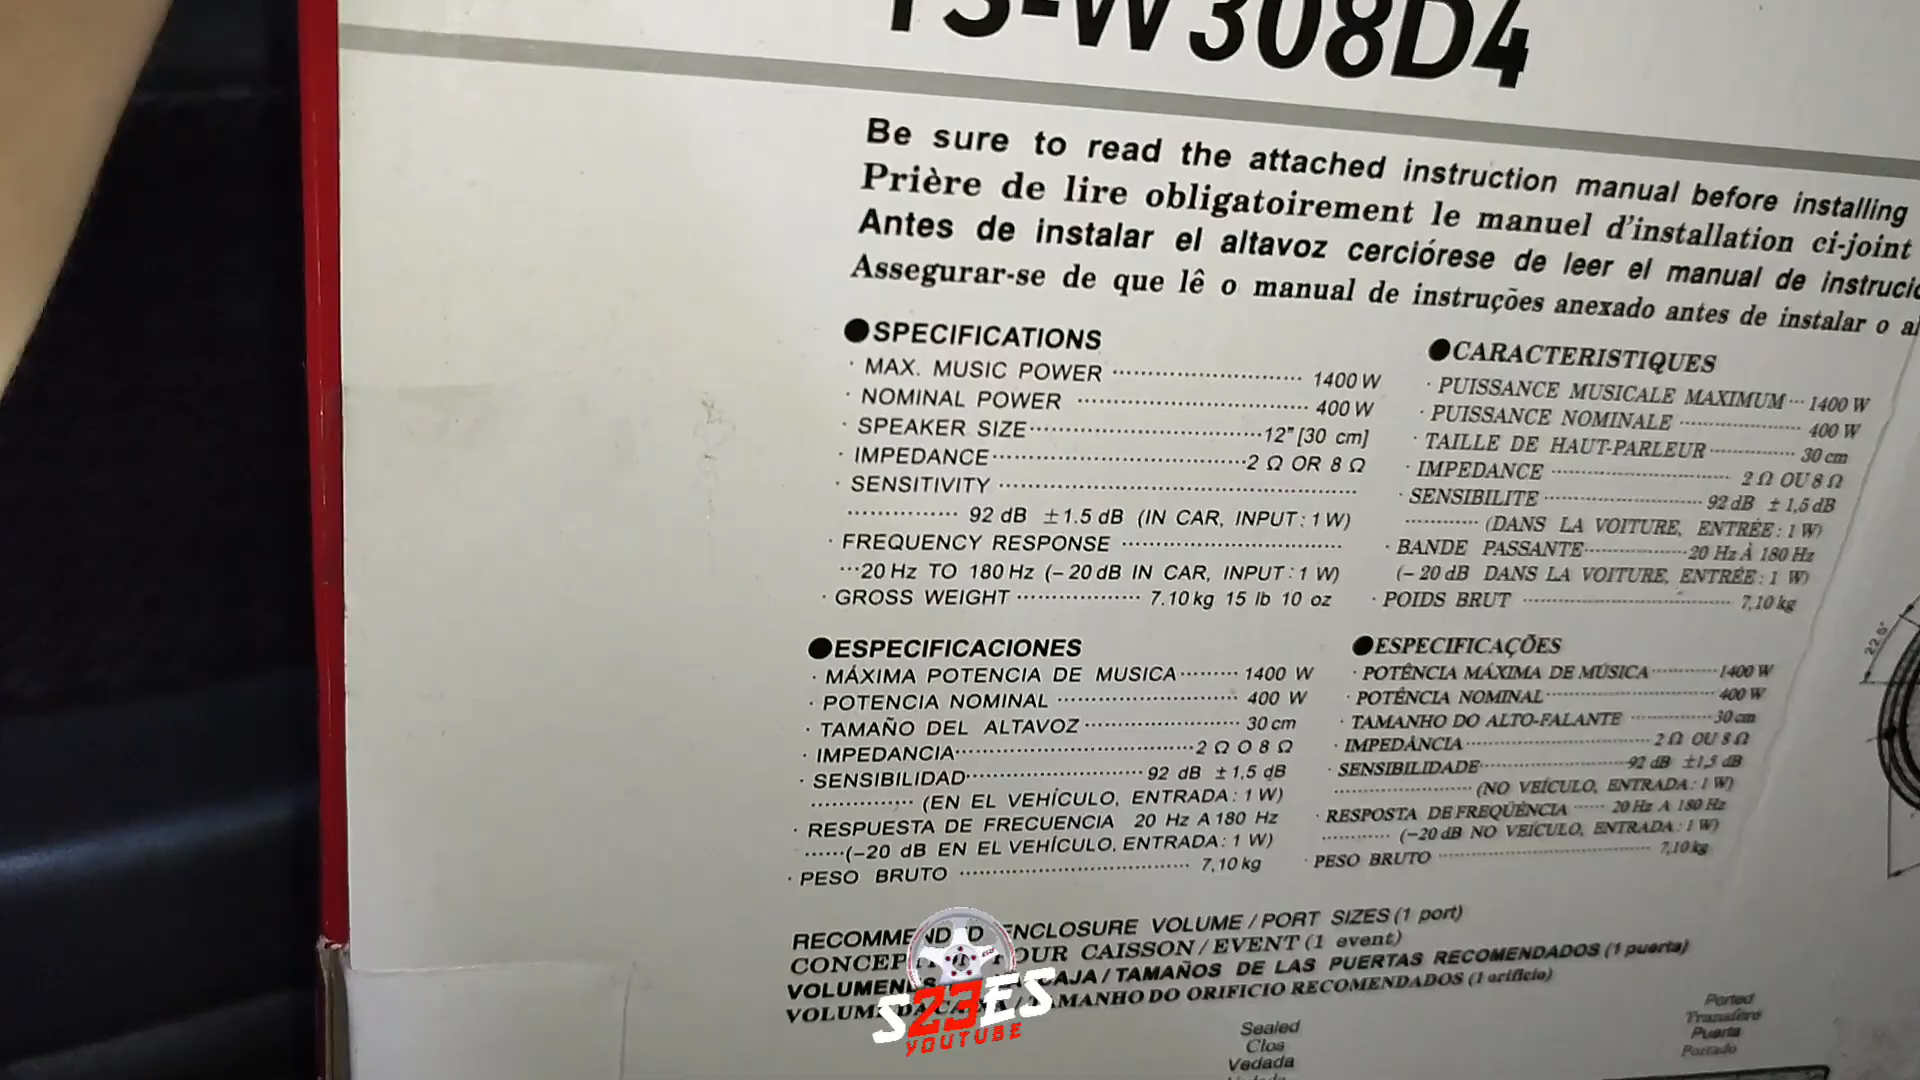 TS-W308D4
Be sure to read the attached instruction manual before installing
Prière de lire obligatoirement le manuel d'installation ci-joint
Antes de instalar el altavoz cerciórese de leer el manual de instruccio
Assegurar-se de que lê o manual de instruções anexado antes de instalar o al
●SPECIFICATIONS
· MAX. MUSIC POWER ······ 1400 W
· NOMINAL POWER ······ 400 W
· SPEAKER SIZE ······ 12" [30 cm]
· IMPEDANCE ······ 2 Ω OR 8 Ω
· SENSITIVITY ······
······ 92 dB ±1.5 dB (IN CAR, INPUT: 1 W)
· FREQUENCY RESPONSE ······
···20 Hz TO 180 Hz (–20 dB IN CAR, INPUT: 1 W)
· GROSS WEIGHT ······ 7.10 kg 15 lb 10 oz
●CARACTERISTIQUES
· PUISSANCE MUSICALE MAXIMUM ··· 1400 W
· PUISSANCE NOMINALE ······ 400 W
· TAILLE DE HAUT-PARLEUR ······ 30 cm
· IMPEDANCE ······ 2 Ω OU 8 Ω
· SENSIBILITE ······ 92 dB ± 1,5 dB
······ (DANS LA VOITURE, ENTRÉE: 1 W)
· BANDE PASSANTE ······ 20 Hz À 180 Hz
(–20 dB DANS LA VOITURE, ENTRÉE: 1 W)
· POIDS BRUT ······ 7,10 kg
●ESPECIFICACIONES
· MÁXIMA POTENCIA DE MUSICA ······ 1400 W
· POTENCIA NOMINAL ······ 400 W
· TAMAÑO DEL ALTAVOZ ······ 30 cm
· IMPEDANCIA ······ 2 Ω O 8 Ω
· SENSIBILIDAD ······ 92 dB ±1,5 dB
······ (EN EL VEHÍCULO, ENTRADA: 1 W)
· RESPUESTA DE FRECUENCIA 20 Hz A 180 Hz
······(–20 dB EN EL VEHÍCULO, ENTRADA: 1 W)
· PESO BRUTO ······ 7,10 kg
●ESPECIFICAÇÕES
· POTÊNCIA MÁXIMA DE MÚSICA ······ 1400 W
· POTÊNCIA NOMINAL ······ 400 W
· TAMANHO DO ALTO-FALANTE ······ 30 cm
· IMPEDÂNCIA ······ 2 Ω OU 8 Ω
· SENSIBILIDADE ······ 92 dB ±1,5 dB
······ (NO VEÍCULO, ENTRADA: 1 W)
· RESPOSTA DE FREQÜÊNCIA ······ 20 Hz A 180 Hz
······ (–20 dB NO VEÍCULO, ENTRADA: 1 W)
· PESO BRUTO ······ 7,10 kg
22.5°
RECOMMENDED ENCLOSURE VOLUME / PORT SIZES (1 port)
CONCEPTION POUR CAISSON / EVENT (1 event)
CAJA / TAMAÑOS DE LAS PUERTAS RECOMENDADOS (1 puerta)
TAMANHO DO ORIFICIO RECOMENDADOS (1 orifício)
Sealed
Clos
Vedada
Ported
Transfere
Puerta
Portado
S23ES
YOUTUBE